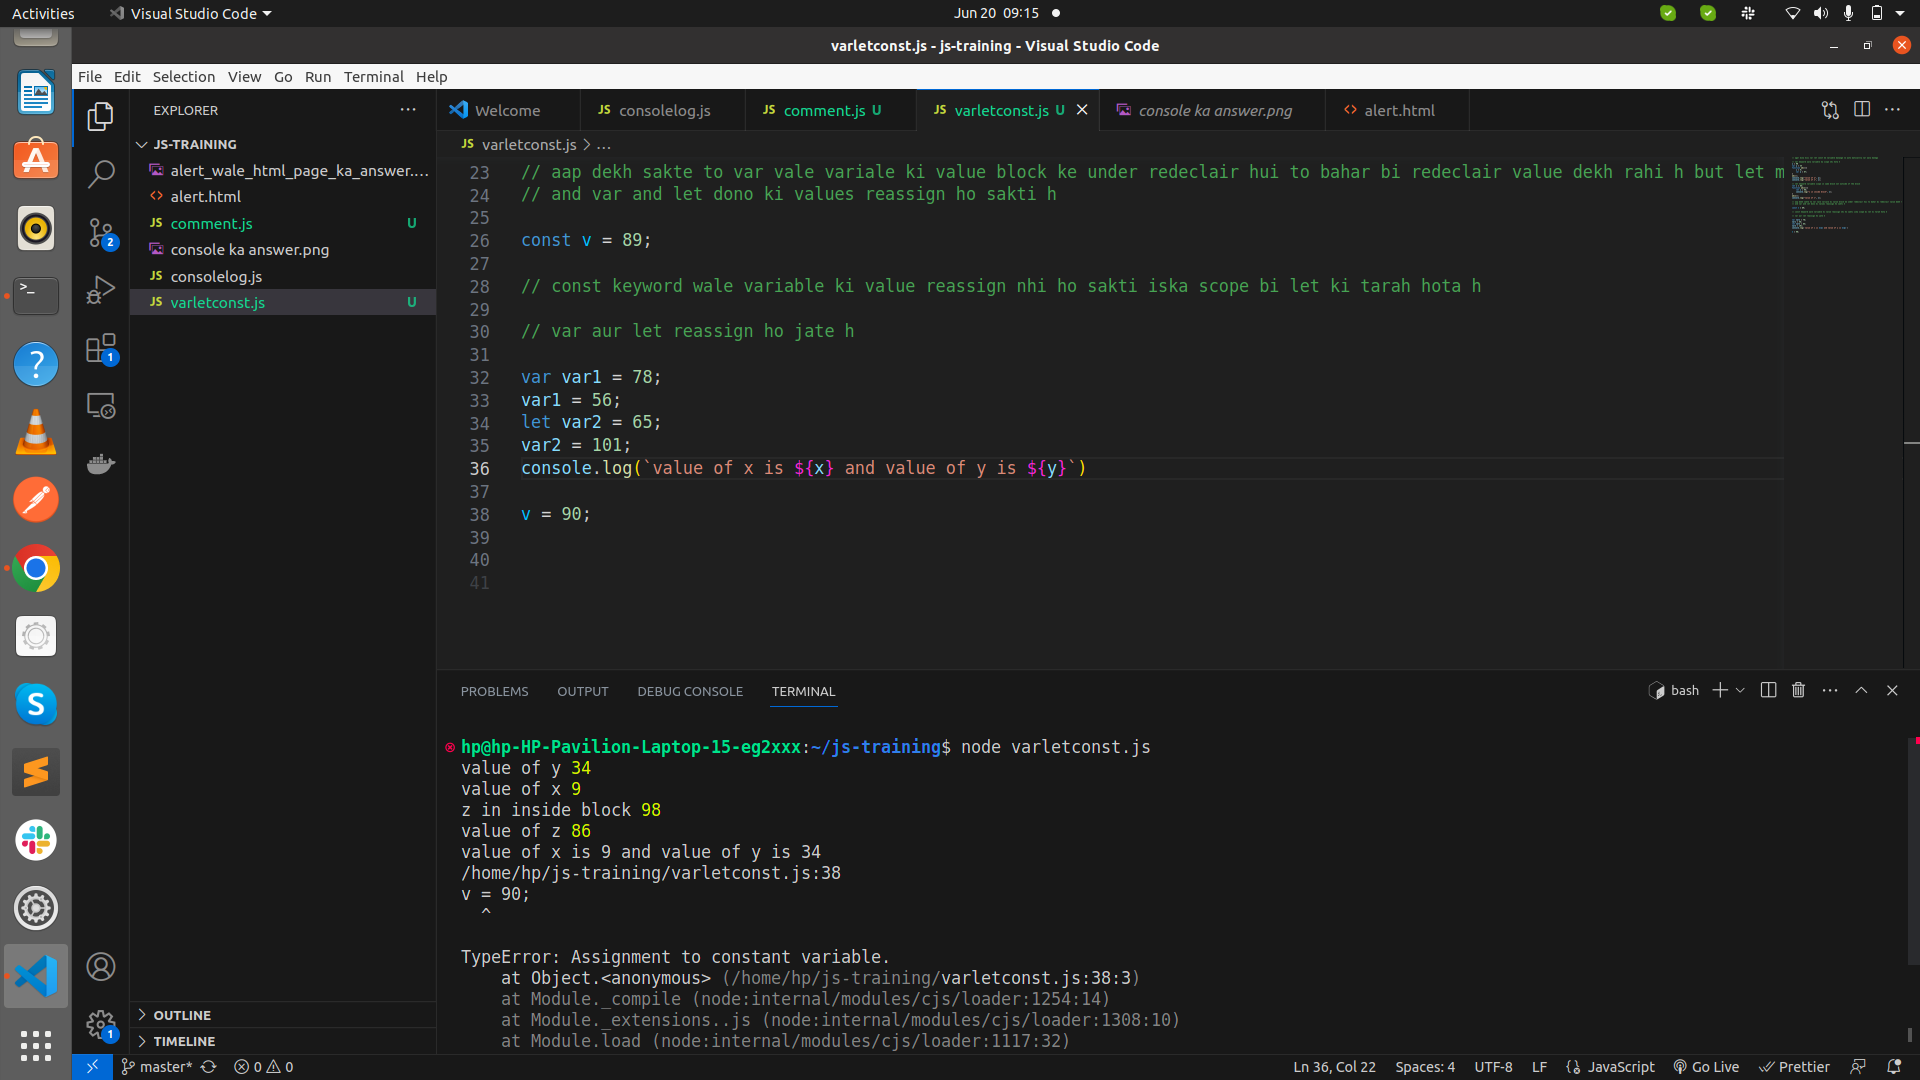 Activities
Visual Studio Code
Jun 20 09:15
varletconst.js - js-training - Visual Studio Code
File Edit Selection View Go Run Terminal Help
EXPLORER
JS-TRAINING
alert_wale_html_page_ka_answer....
<> alert.html
JS comment.js U
console ka answer.png
JS consolelog.js
JS varletconst.js U
OUTLINE
TIMELINE
2
1
1
Welcome
JS consolelog.js
JS comment.js U
JS varletconst.js U
console ka answer.png
<> alert.html
JS varletconst.js > ...
23 // aap dekh sakte to var vale variale ki value block ke under redeclair hui to bahar bi redeclair value dekh rahi h but let m
24 // and var and let dono ki values reassign ho sakti h
25
26 const v = 89;
27
28 // const keyword wale variable ki value reassign nhi ho sakti iska scope bi let ki tarah hota h
29
30 // var aur let reassign ho jate h
31
32 var var1 = 78;
33 var1 = 56;
34 let var2 = 65;
35 var2 = 101;
36 console.log(`value of x is ${x} and value of y is ${y}`)
37
38 v = 90;
39
40
41
PROBLEMS OUTPUT DEBUG CONSOLE TERMINAL
bash
hp@hp-HP-Pavilion-Laptop-15-eg2xxx:~/js-training$ node varletconst.js
value of y 34
value of x 9
z in inside block 98
value of z 86
value of x is 9 and value of y is 34
/home/hp/js-training/varletconst.js:38
v = 90;
^
TypeError: Assignment to constant variable.
at Object.<anonymous> (/home/hp/js-training/varletconst.js:38:3)
at Module._compile (node:internal/modules/cjs/loader:1254:14)
at Module._extensions..js (node:internal/modules/cjs/loader:1308:10)
at Module.load (node:internal/modules/cjs/loader:1117:32)
master* 0 0
Ln 36, Col 22 Spaces: 4 UTF-8 LF JavaScript Go Live Prettier